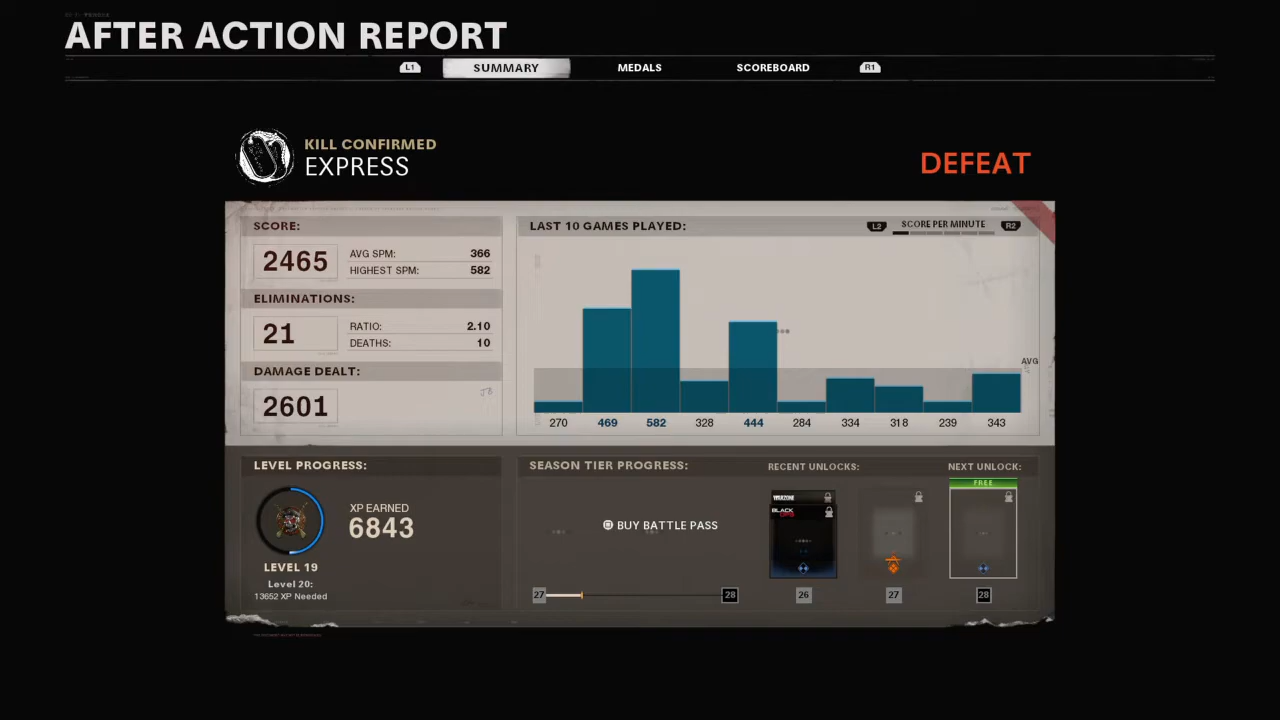 AFTER ACTION REPORT
L1 SUMMARY MEDALS SCOREBOARD R1
KILL CONFIRMED
EXPRESS
DEFEAT
SCORE:
2465
AVG SPM: 366
HIGHEST SPM: 582
ELIMINATIONS:
21
RATIO: 2.10
DEATHS: 10
DAMAGE DEALT:
2601
LAST 10 GAMES PLAYED:
L2 SCORE PER MINUTE R2
AVG
270 469 582 328 444 284 334 318 239 343
LEVEL PROGRESS:
XP EARNED
6843
LEVEL 19
Level 20:
13652 XP Needed
SEASON TIER PROGRESS:
BUY BATTLE PASS
27 28
RECENT UNLOCKS:
WARZONE
BLACK OPS
26 27
NEXT UNLOCK:
FREE
28